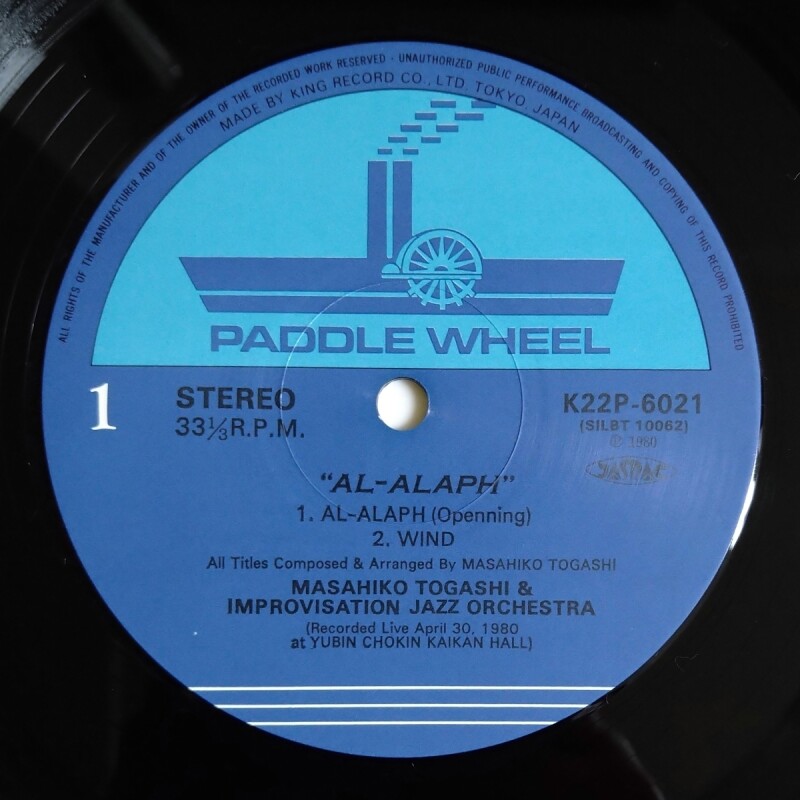 ALL RIGHTS OF THE MANUFACTURER AND OF THE OWNER OF THE RECORDED WORK RESERVED - UNAUTHORIZED PUBLIC PERFORMANCE BROADCASTING AND COPYING OF THIS RECORD PROHIBITED
MADE BY KING RECORD CO., LTD. TOKYO, JAPAN
PADDLE WHEEL
1
STEREO
33⅓ R.P.M.
K22P-6021
(SILBT 10062)
℗ 1980
JASRAC
"AL-ALAPH"
1. AL-ALAPH (Openning)
2. WIND
All Titles Composed & Arranged By MASAHIKO TOGASHI
MASAHIKO TOGASHI &
IMPROVISATION JAZZ ORCHESTRA
(Recorded Live April 30, 1980
at YUBIN CHOKIN KAIKAN HALL)